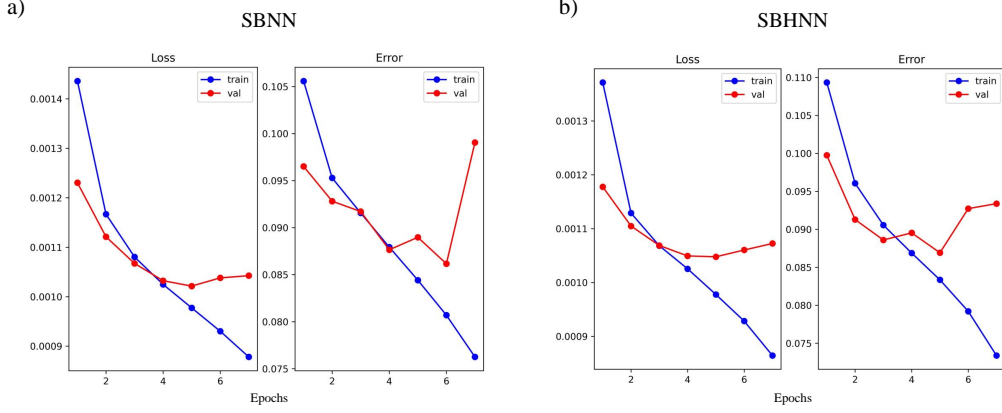 a)
SBNN
Loss
train
val
0.0014
0.0013
0.0012
0.0011
0.0010
0.0009
2 4 6
Error
train
val
0.105
0.100
0.095
0.090
0.085
0.080
0.075
2 4 6
Epochs
b)
SBHNN
Loss
train
val
0.0013
0.0012
0.0011
0.0010
0.0009
2 4 6
Error
train
val
0.110
0.105
0.100
0.095
0.090
0.085
0.080
0.075
2 4 6
Epochs